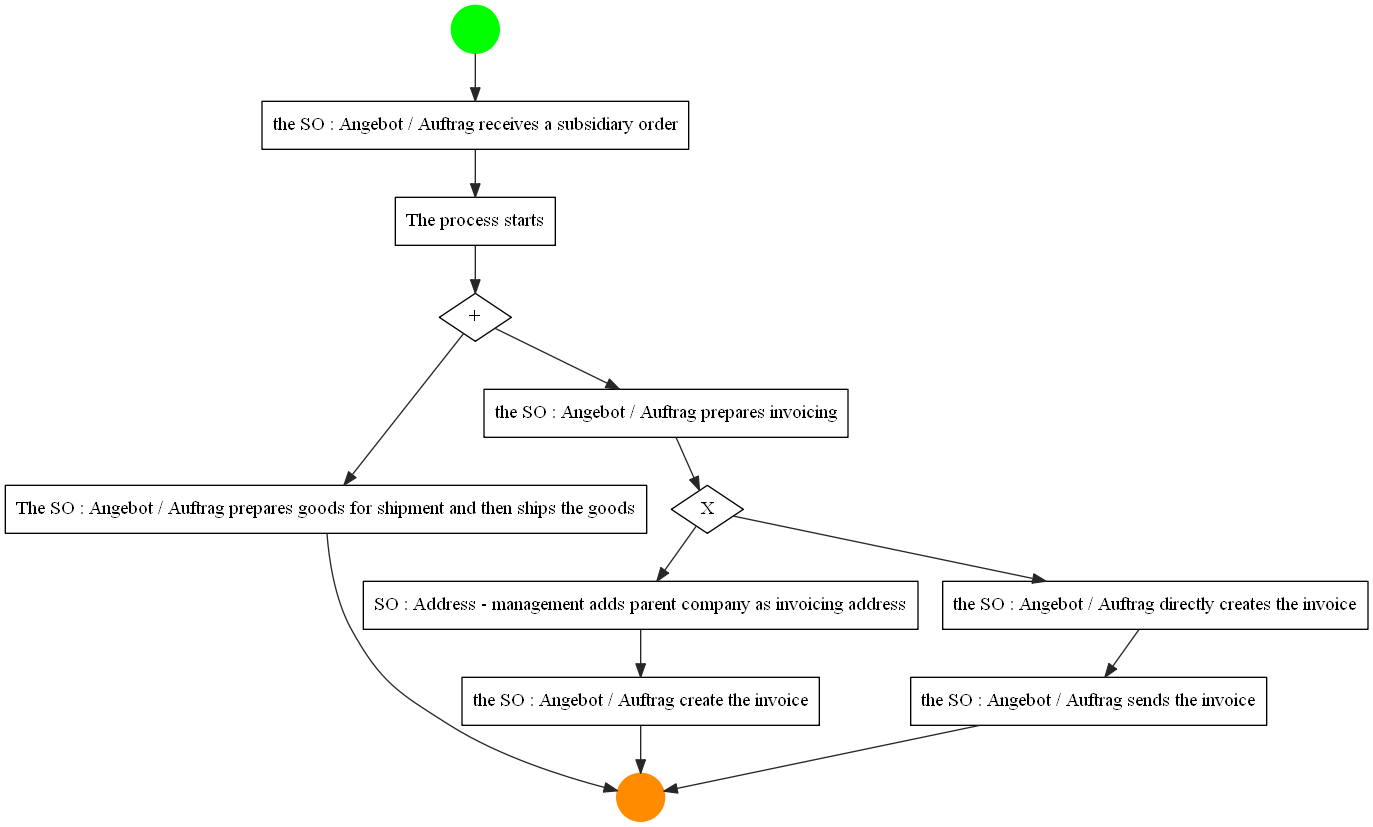 the SO : Angebot / Auftrag receives a subsidiary order
The process starts
+
the SO : Angebot / Auftrag prepares invoicing
The SO : Angebot / Auftrag prepares goods for shipment and then ships the goods
X
SO : Address - management adds parent company as invoicing address
the SO : Angebot / Auftrag directly creates the invoice
the SO : Angebot / Auftrag create the invoice
the SO : Angebot / Auftrag sends the invoice